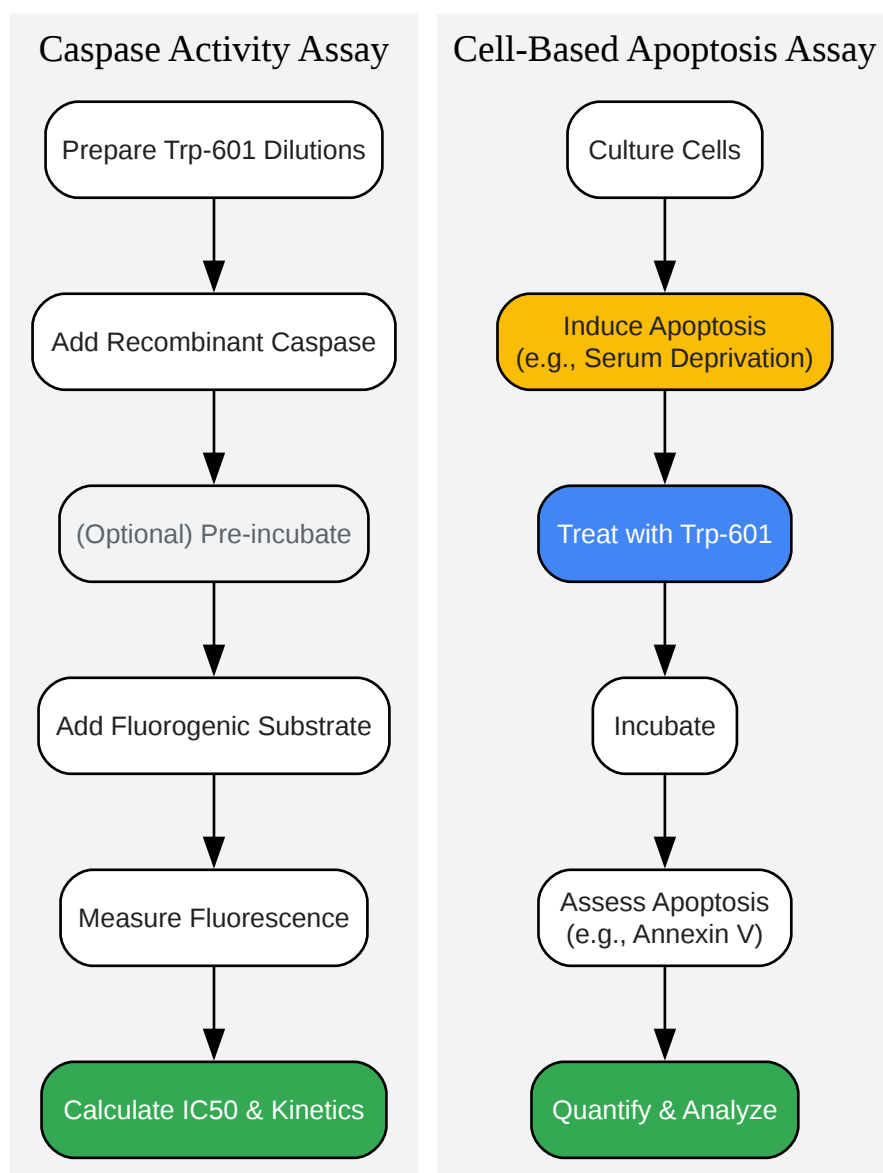 Caspase Activity Assay
Prepare Trp-601 Dilutions
Add Recombinant Caspase
(Optional) Pre-incubate
Add Fluorogenic Substrate
Measure Fluorescence
Calculate IC50 & Kinetics
Cell-Based Apoptosis Assay
Culture Cells
Induce Apoptosis
(e.g., Serum Deprivation)
Treat with Trp-601
Incubate
Assess Apoptosis
(e.g., Annexin V)
Quantify & Analyze